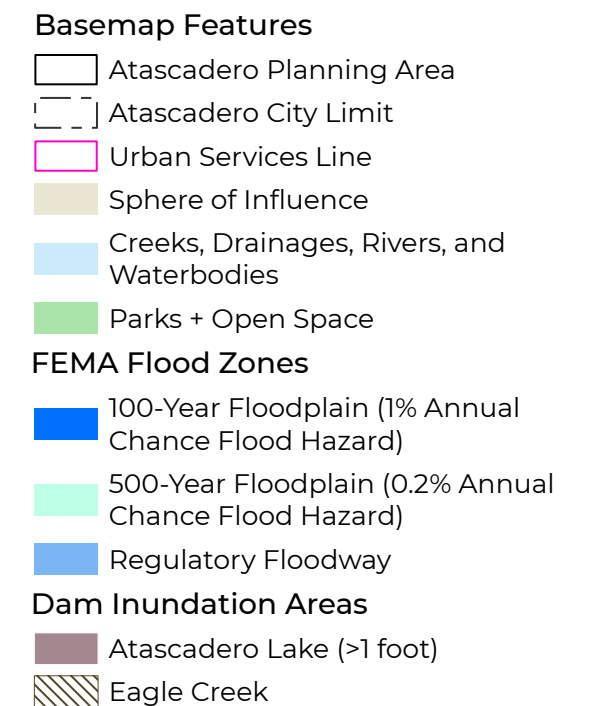 Basemap Features
Atascadero Planning Area
Atascadero City Limit
Urban Services Line
Sphere of Influence
Creeks, Drainages, Rivers, and
Waterbodies
Parks + Open Space
FEMA Flood Zones
100-Year Floodplain (1% Annual
Chance Flood Hazard)
500-Year Floodplain (0.2% Annual
Chance Flood Hazard)
Regulatory Floodway
Dam Inundation Areas
Atascadero Lake (>1 foot)
Eagle Creek